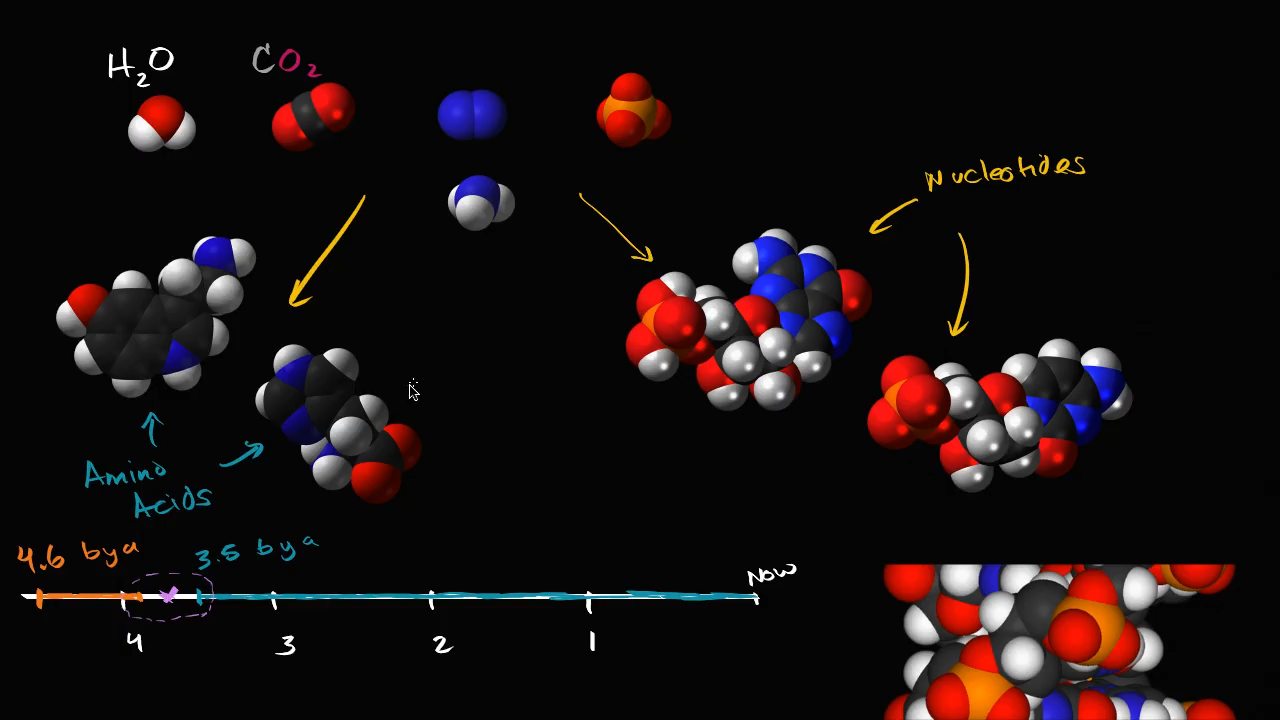 H₂O
CO₂
Nucleotides
Amino
Acids
4.6 bya
3.5 bya
Now
4
3
2
1